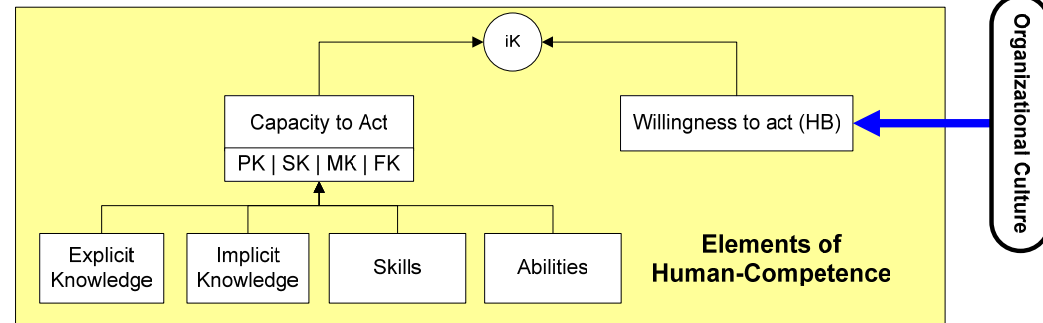 iK
Capacity to Act
PK | SK | MK | FK
Willingness to act (HB)
Organizational Culture
Explicit
Knowledge
Implicit
Knowledge
Skills
Abilities
Elements of
Human-Competence